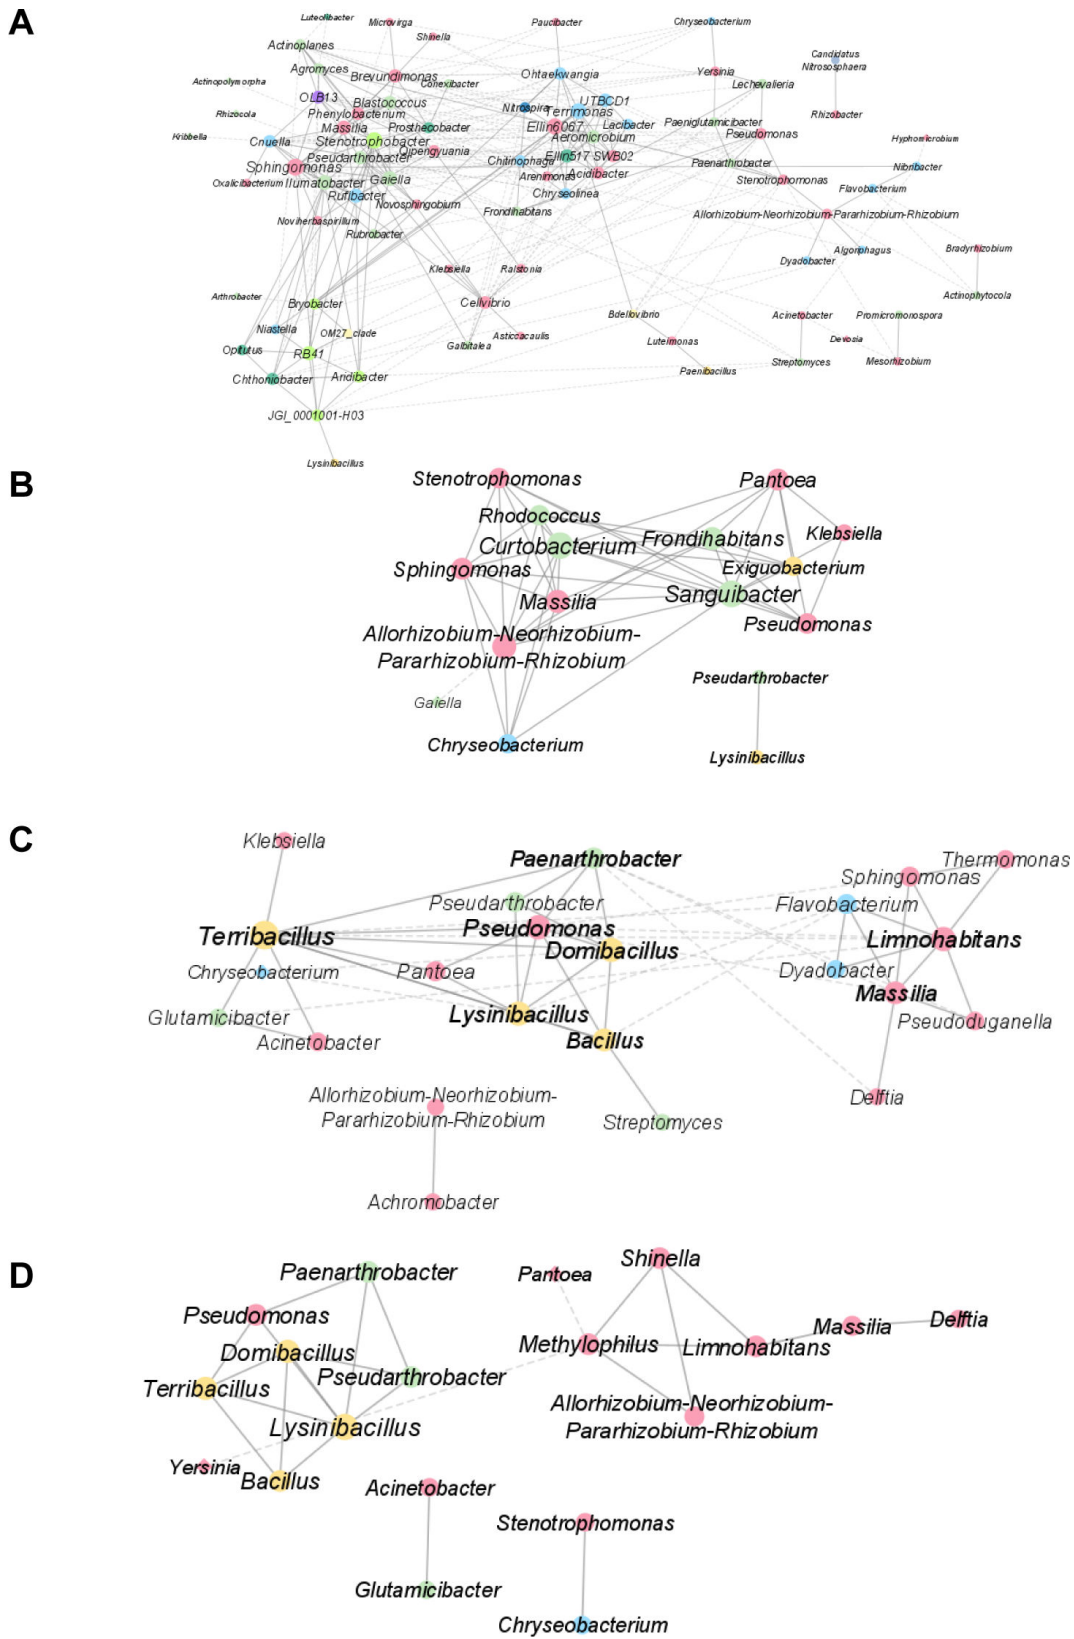 A
Luteolibacter
Microvirga
Paucibacter
Chryseobacterium
Shinella
Actinoplanes
Candidatus
Nitrososphaera
Agromyces
Brevundimonas
Ohtaekwangia
Yersinia
Actinopolymorpha
Conexibacter
Lechevalieria
OLB13
Blastococcus
Nitrospira
UTBCD1
Terrimonas
Rhizocola
Phenylobacterium
Rhizobacter
Massilia
Prosthecobacter
Ellin6067
Lacibacter
Paeniglutamicibacter
Kribbella
Cnuella
Stenotrophobacter
Aeromicrobium
Pseudomonas
Hyphomicrobium
Pseudarthrobacter
Qipengyuania
Chitinophaga
Ellin517
SWB02
Paenarthrobacter
Nibribacter
Sphingomonas
Arenimonas
Acidibacter
Stenotrophomonas
Oxalicibacterium
Ilumatobacter
Gaiella
Chryseolinea
Flavobacterium
Rufibacter
Novosphingobium
Frondihabitans
Allorhizobium-Neorhizobium-Pararhizobium-Rhizobium
Noviherbaspirillum
Rubrobacter
Algoriphagus
Bradyrhizobium
Dyadobacter
Klebsiella
Ralstonia
Arthrobacter
Bryobacter
Cellvibrio
Actinophytocola
Niastella
OM27_clade
Asticcacaulis
Bdellovibrio
Acinetobacter
Promicromonospora
Opitutus
RB41
Galbitalea
Luteimonas
Devosia
Chthoniobacter
Aridibacter
Paenibacillus
Streptomyces
Mesorhizobium
JGI_0001001-H03
Lysinibacillus
B
Stenotrophomonas
Pantoea
Rhodococcus
Curtobacterium
Frondihabitans
Klebsiella
Sphingomonas
Exiguobacterium
Massilia
Sanguibacter
Allorhizobium-Neorhizobium-
Pararhizobium-Rhizobium
Pseudomonas
Gaiella
Pseudarthrobacter
Chryseobacterium
Lysinibacillus
C
Klebsiella
Paenarthrobacter
Thermomonas
Sphingomonas
Pseudarthrobacter
Flavobacterium
Terribacillus
Pseudomonas
Domibacillus
Limnohabitans
Chryseobacterium
Pantoea
Dyadobacter
Massilia
Glutamicibacter
Lysinibacillus
Pseudoduganella
Acinetobacter
Bacillus
Allorhizobium-Neorhizobium-
Pararhizobium-Rhizobium
Delftia
Streptomyces
Achromobacter
D
Paenarthrobacter
Pantoea
Shinella
Pseudomonas
Domibacillus
Methylophilus
Limnohabitans
Massilia
Delftia
Terribacillus
Pseudarthrobacter
Lysinibacillus
Allorhizobium-Neorhizobium-
Pararhizobium-Rhizobium
Yersinia
Bacillus
Acinetobacter
Stenotrophomonas
Glutamicibacter
Chryseobacterium